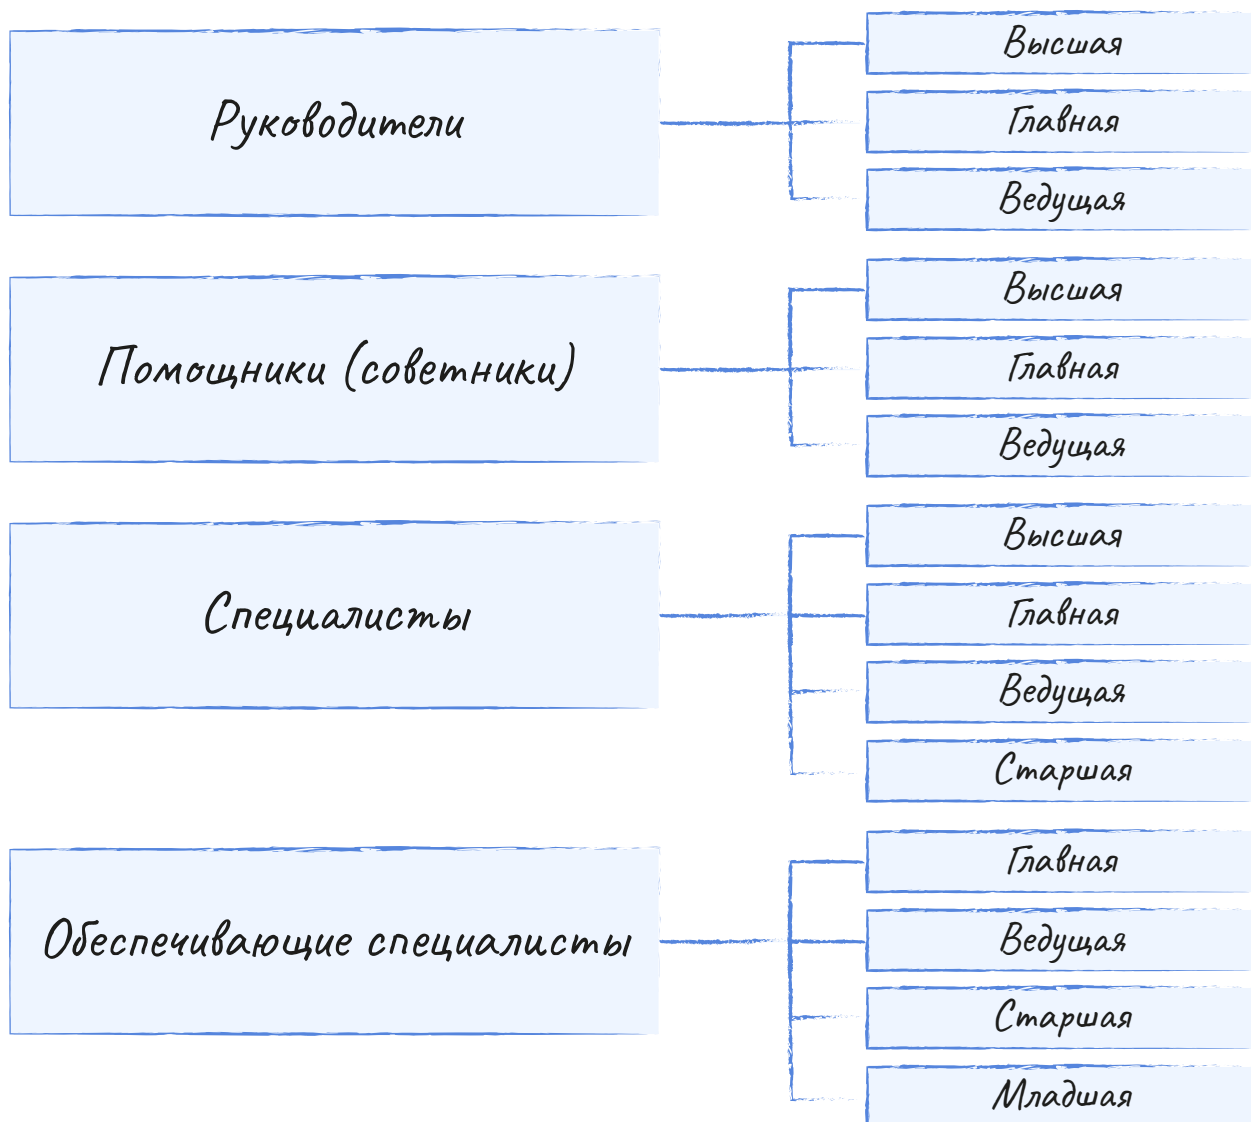 Руководители
Высшая
Главная
Ведущая
Помощники (советники)
Высшая
Главная
Ведущая
Специалисты
Высшая
Главная
Ведущая
Старшая
Обеспечивающие специалисты
Главная
Ведущая
Старшая
Младшая